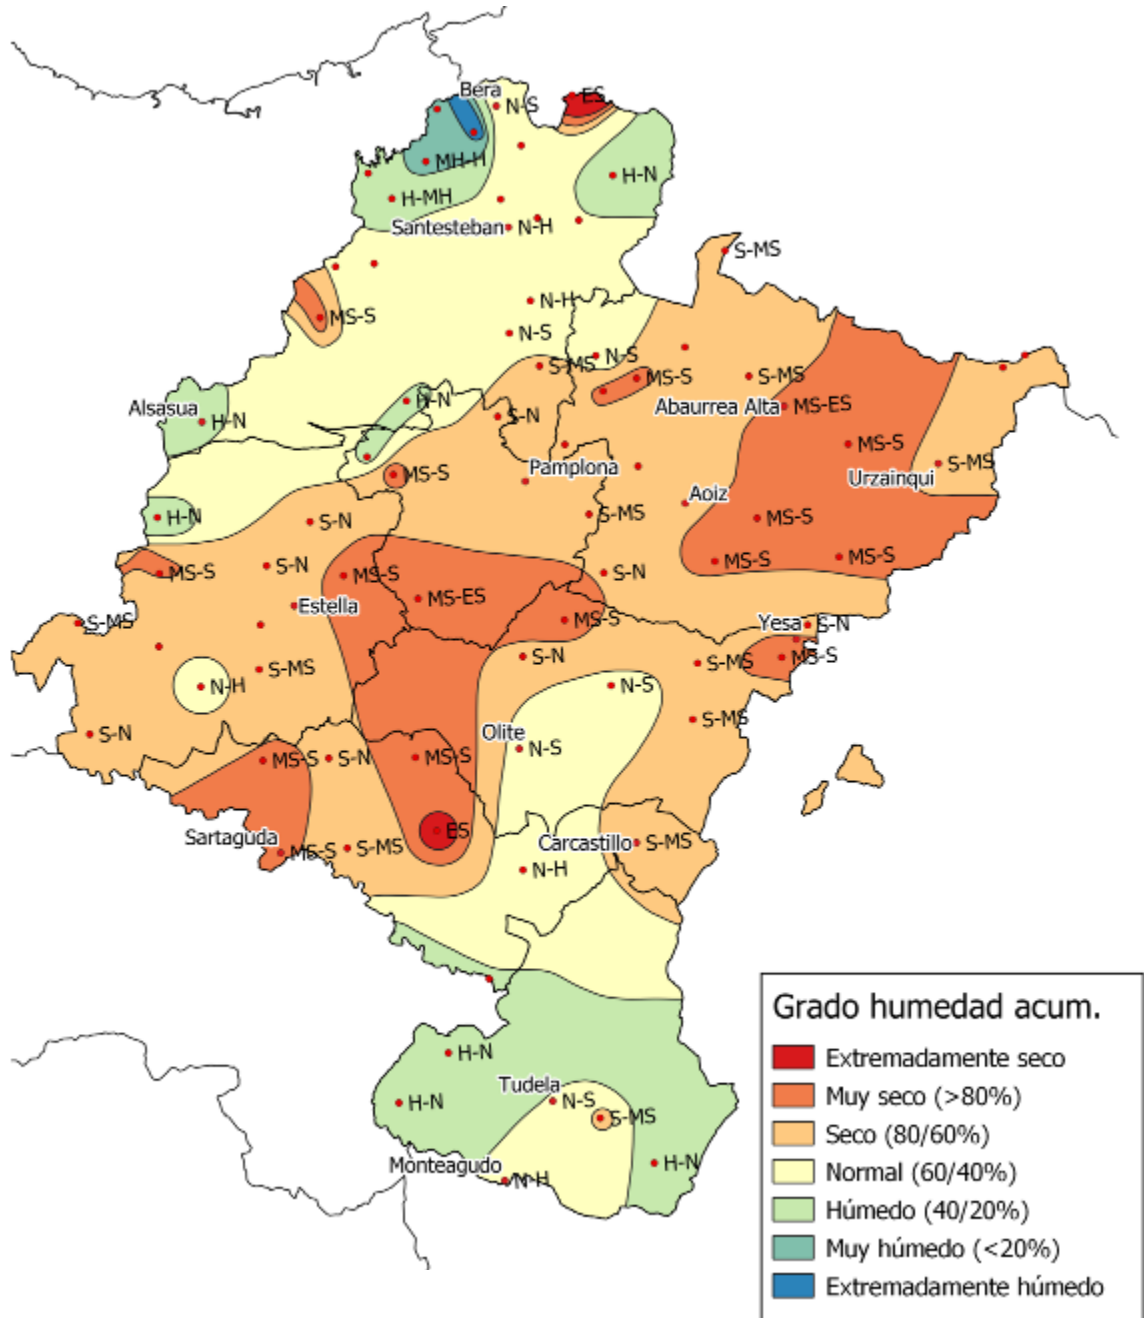 Bera
N-S
ES
MH-H
H-N
H-MH
Santesteban
N-H
S-MS
N-H
MS-S
N-S
N-S
S-MS
MS-S
S-MS
Abaurrea Alta
MS-ES
H-N
Alsasua
H-N
S-N
MS-S
Pamplona
MS-S
S-MS
Urzainqui
Aoiz
H-N
S-N
S-MS
MS-S
MS-S
MS-S
S-N
MS-S
MS-S
S-N
MS-ES
Estella
S-MS
MS-S
Yesa
S-N
S-MS
S-N
S-MS
MS-S
N-H
N-S
S-MS
S-N
Olite
N-S
MS-S
S-N
MS-S
Sartaguda
ES
Carcastillo
S-MS
MS-S
S-MS
N-H
H-N
Tudela
H-N
N-S
S-MS
Monteagudo
N-H
H-N
Grado humedad acum.
Extremadamente seco
Muy seco (>80%)
Seco (80/60%)
Normal (60/40%)
Húmedo (40/20%)
Muy húmedo (<20%)
Extremadamente húmedo